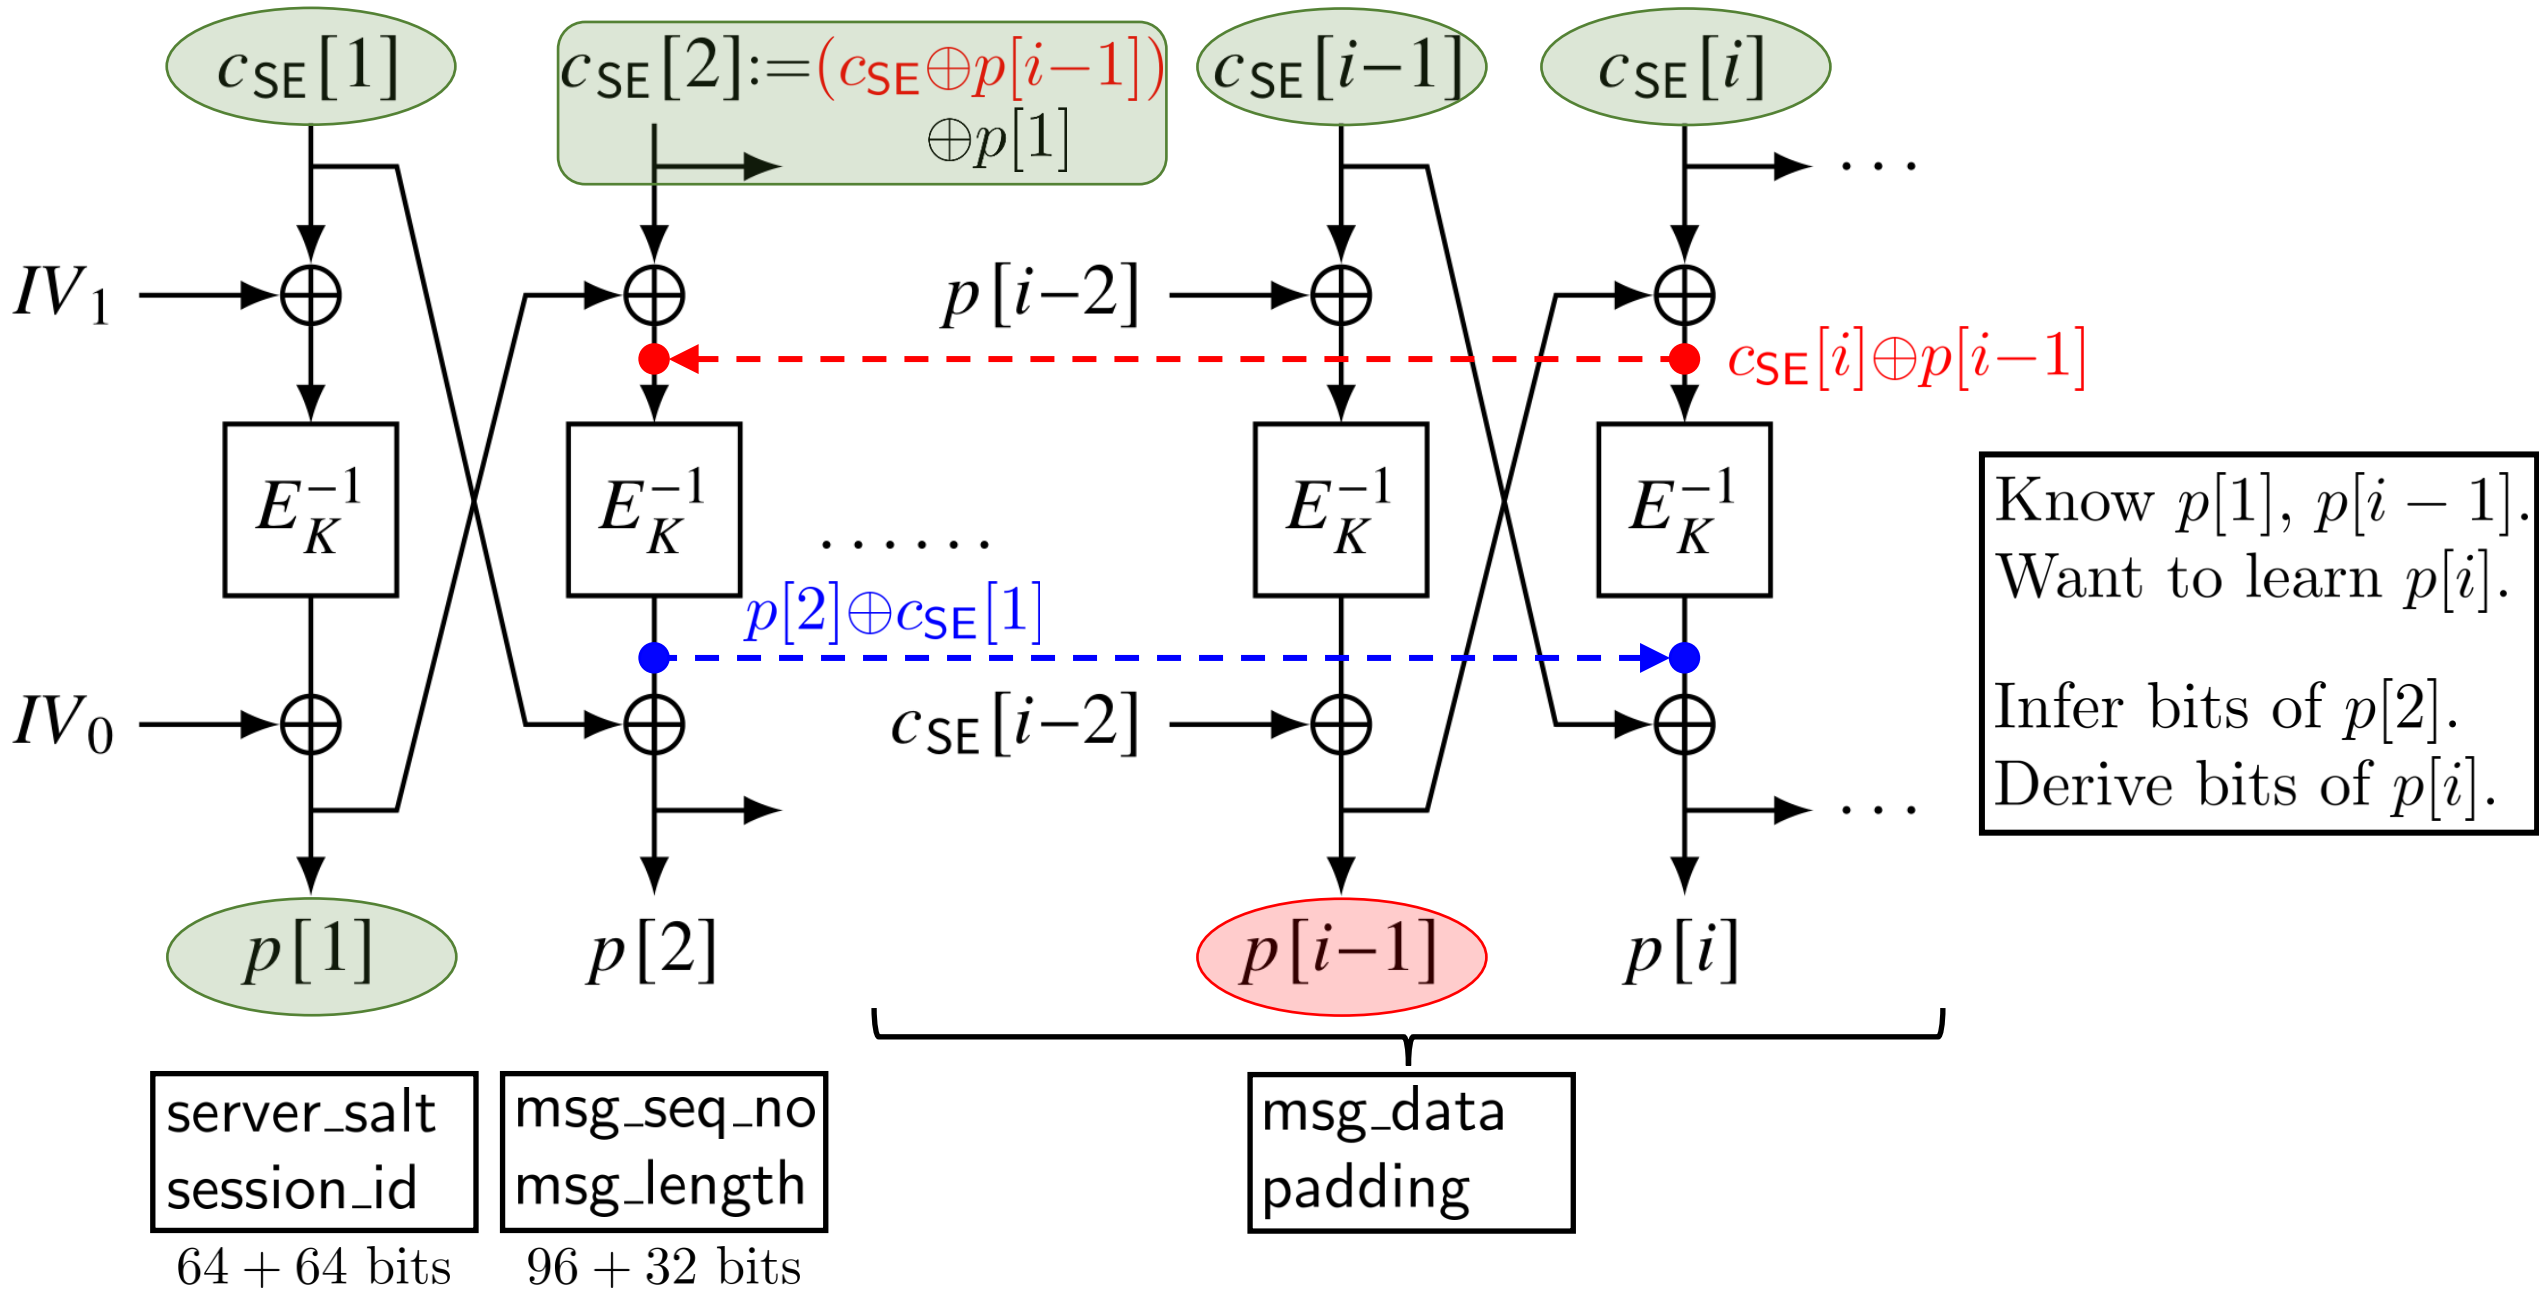 c_SE[1]
c_SE[2]:=(c_SE⊕p[i−1])
⊕p[1]
c_SE[i−1]
c_SE[i]
· · ·
IV_1
p[i−2]
c_SE[i]⊕p[i−1]
E_K^{−1}
E_K^{−1}
· · · · · ·
E_K^{−1}
E_K^{−1}
Know p[1], p[i − 1].
Want to learn p[i].
Infer bits of p[2].
Derive bits of p[i].
p[2]⊕c_SE[1]
IV_0
c_SE[i−2]
· · ·
p[1]
p[2]
p[i−1]
p[i]
server_salt
session_id
64 + 64 bits
msg_seq_no
msg_length
96 + 32 bits
msg_data
padding